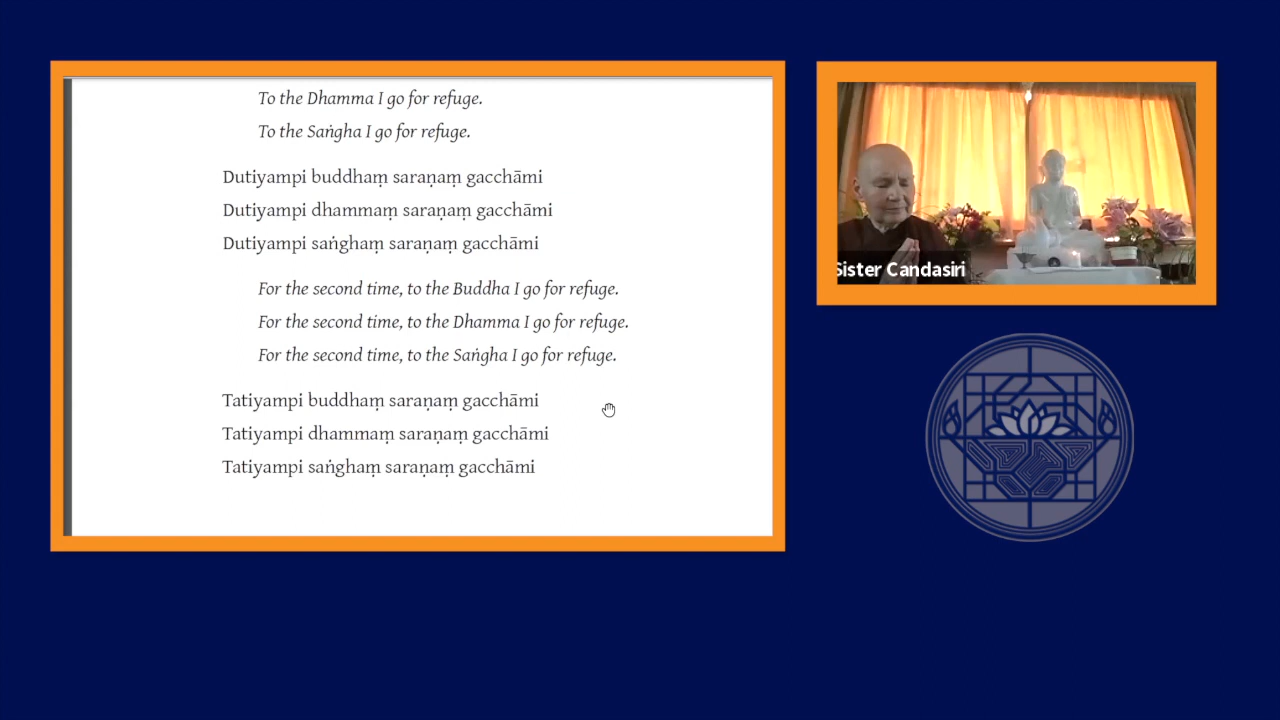 To the Dhamma I go for refuge.
To the Saṅgha I go for refuge.
Dutiyampi buddhaṃ saraṇaṃ gacchāmi
Dutiyampi dhammaṃ saraṇaṃ gacchāmi
Dutiyampi saṅghaṃ saraṇaṃ gacchāmi
For the second time, to the Buddha I go for refuge.
For the second time, to the Dhamma I go for refuge.
For the second time, to the Saṅgha I go for refuge.
Tatiyampi buddhaṃ saraṇaṃ gacchāmi
Tatiyampi dhammaṃ saraṇaṃ gacchāmi
Tatiyampi saṅghaṃ saraṇaṃ gacchāmi
Sister Candasiri